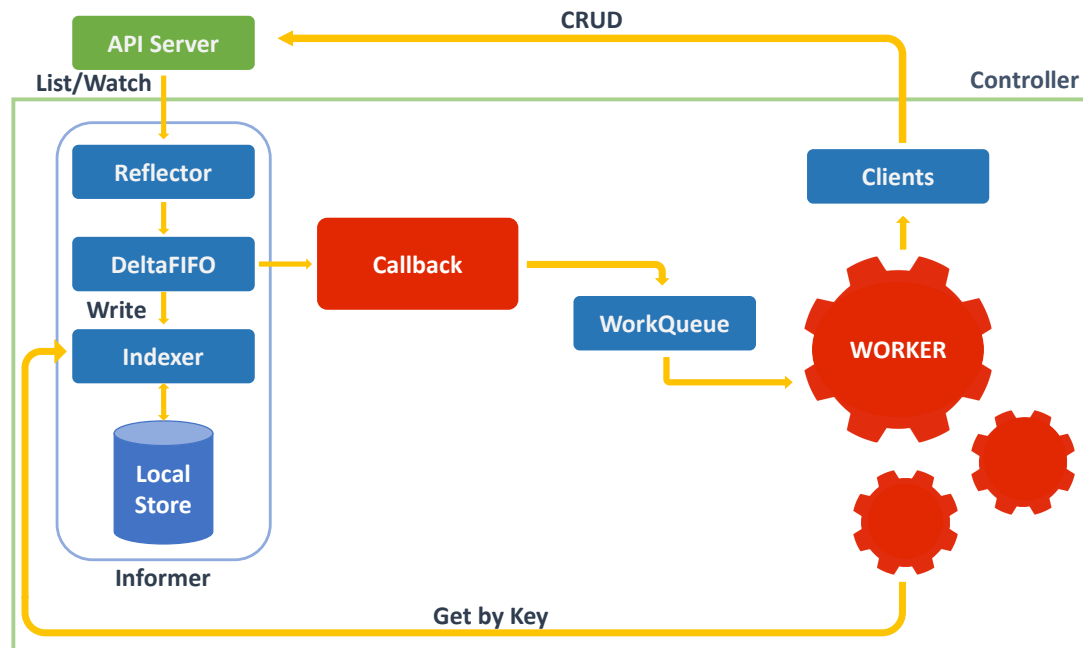 CRUD
API Server
List/Watch
Controller
Reflector
Clients
DeltaFIFO
Callback
Write
WorkQueue
Indexer
WORKER
Local
Store
Informer
Get by Key